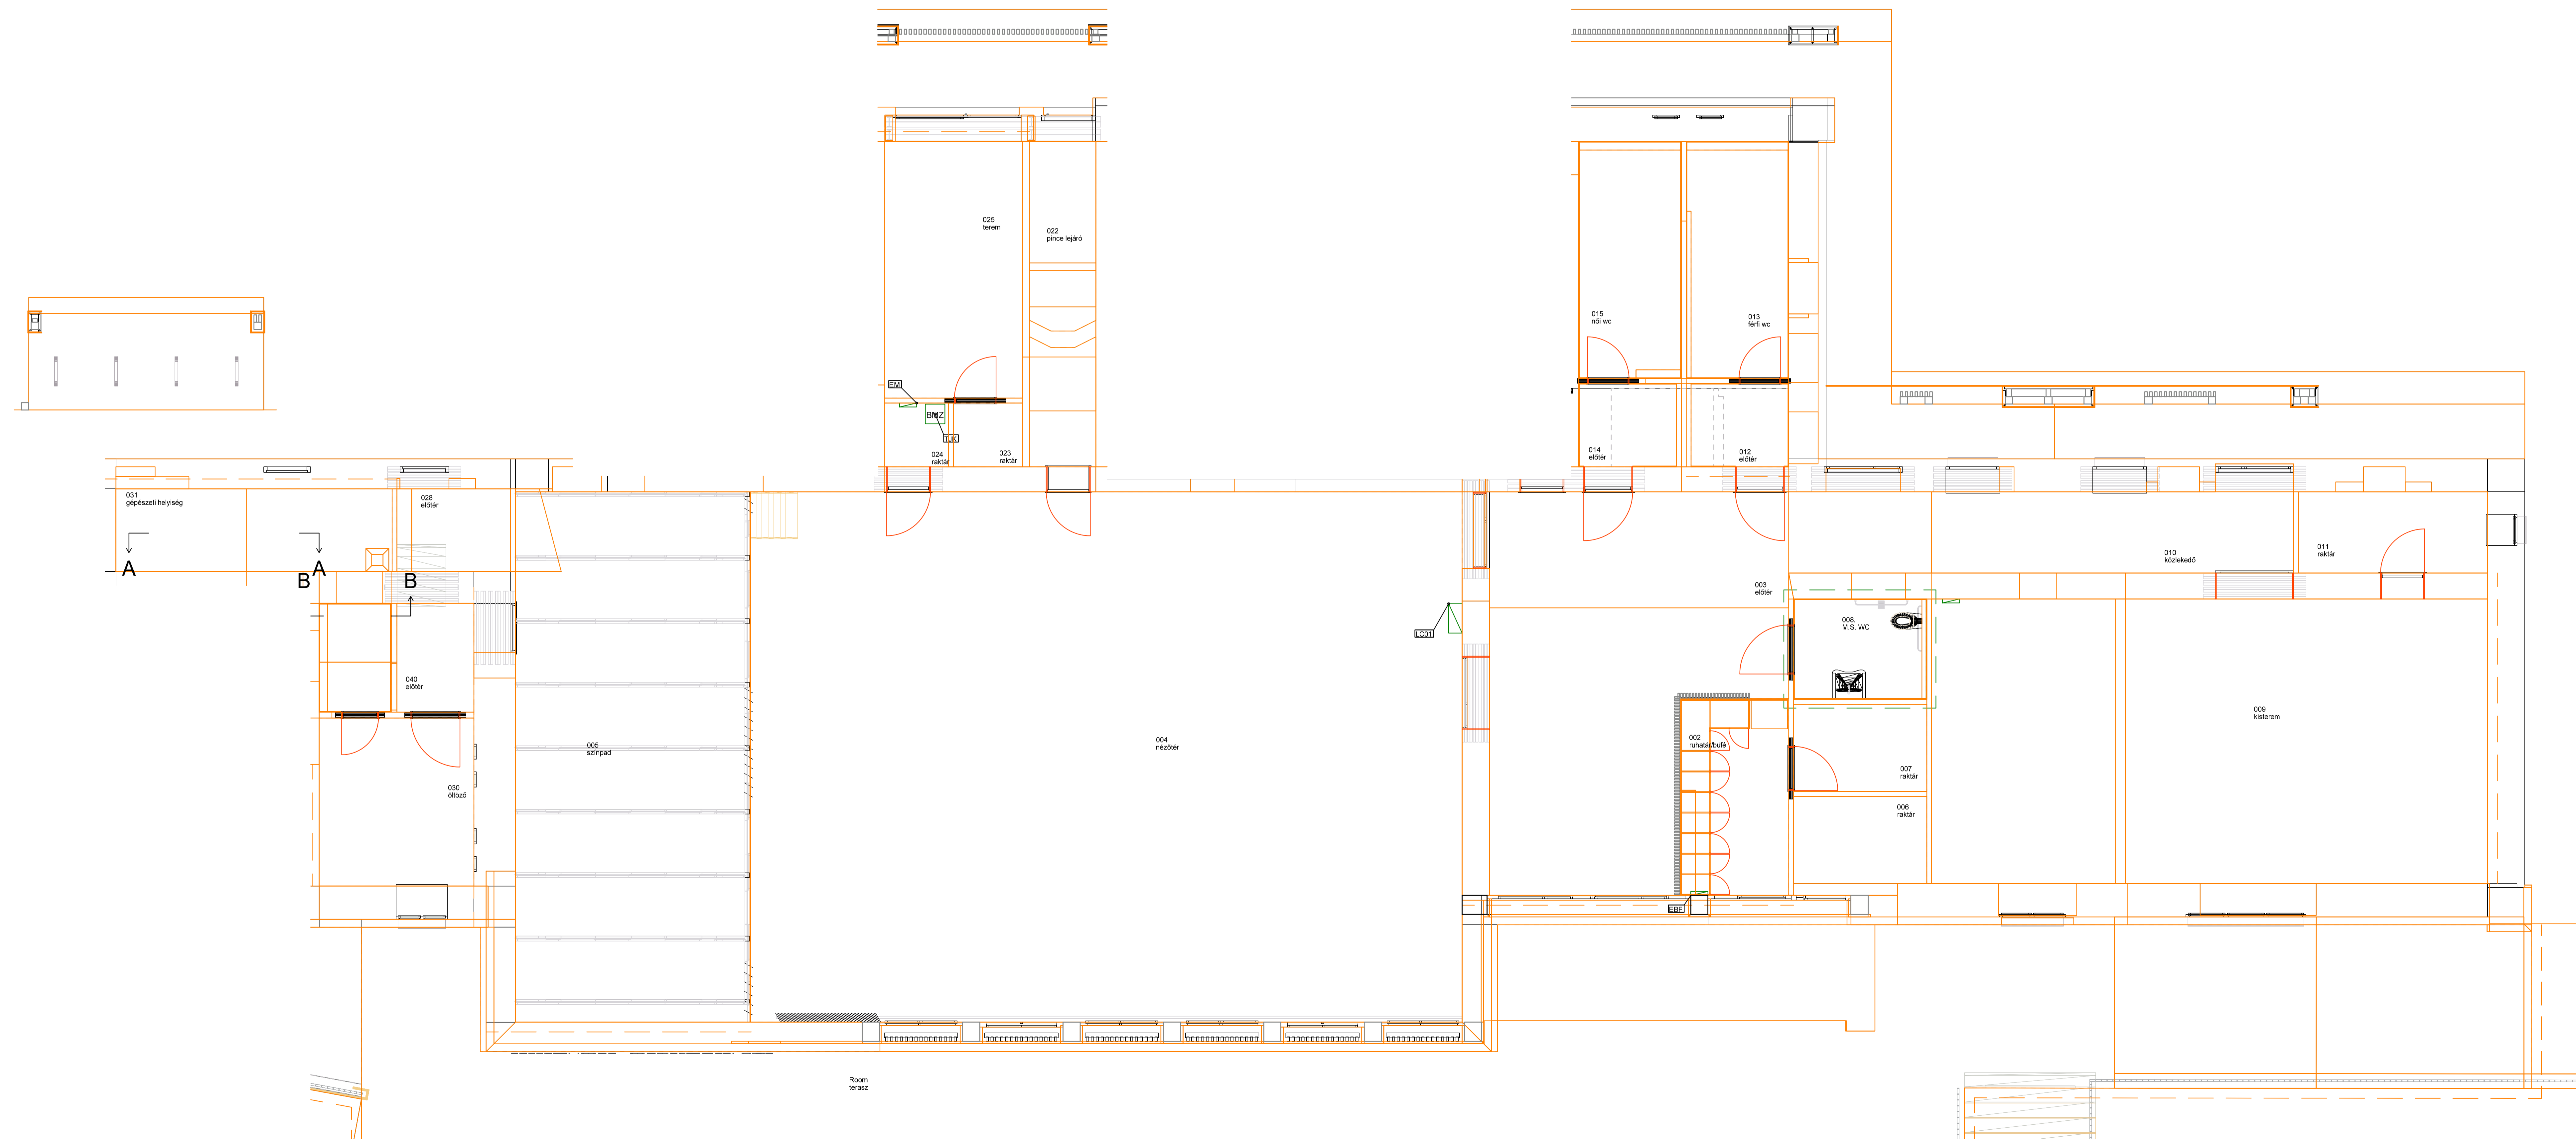 025
terem
022
pince lejáró
015
női wc
013
férfi wc
EM
BMZ
TJK
024
raktár
023
raktár
014
előtér
012
előtér
031
gépészeti helyiség
028
előtér
A
A
B
B
010
közlekedő
011
raktár
003
előtér
LC01
008.
M.S. WC
040
előtér
009
kisterem
005
színpad
004
nézőtér
002
ruhatár/büfé
007
raktár
030
öltöző
006
raktár
EBF
Room
terasz